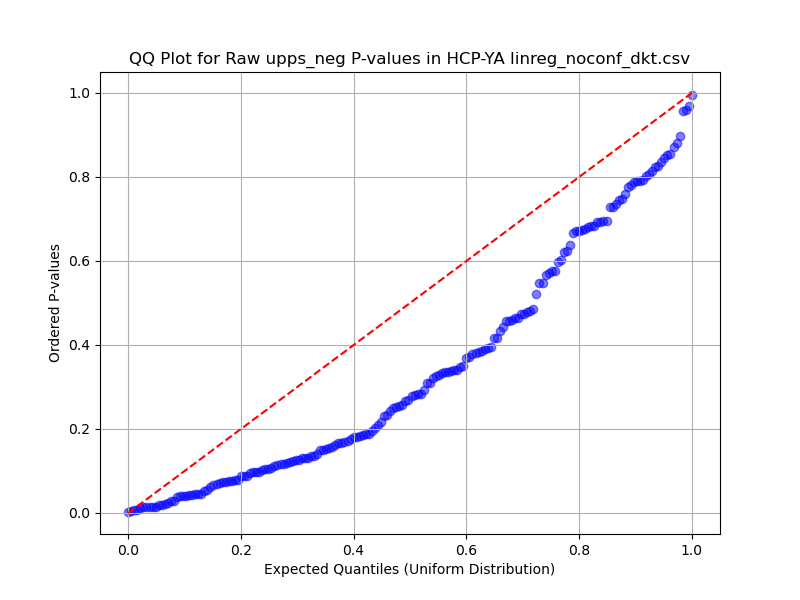 QQ Plot for Raw upps_neg P-values in HCP-YA linreg_noconf_dkt.csv
Ordered P-values
1.0
0.8
0.6
0.4
0.2
0.0
0.0 0.2 0.4 0.6 0.8 1.0
Expected Quantiles (Uniform Distribution)